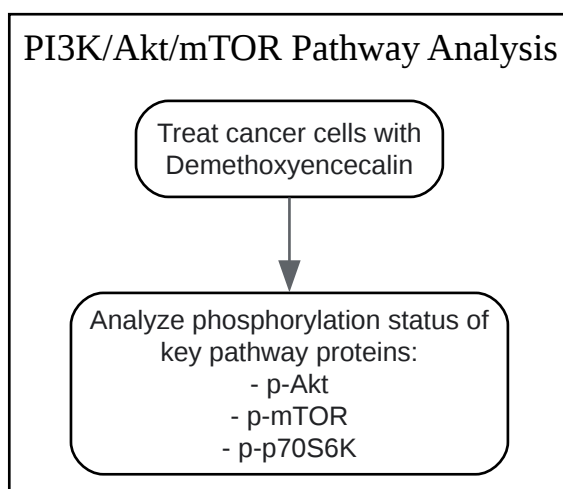 PI3K/Akt/mTOR Pathway Analysis
Treat cancer cells with
Demethoxyencecalin
Analyze phosphorylation status of
key pathway proteins:
- p-Akt
- p-mTOR
- p-p70S6K